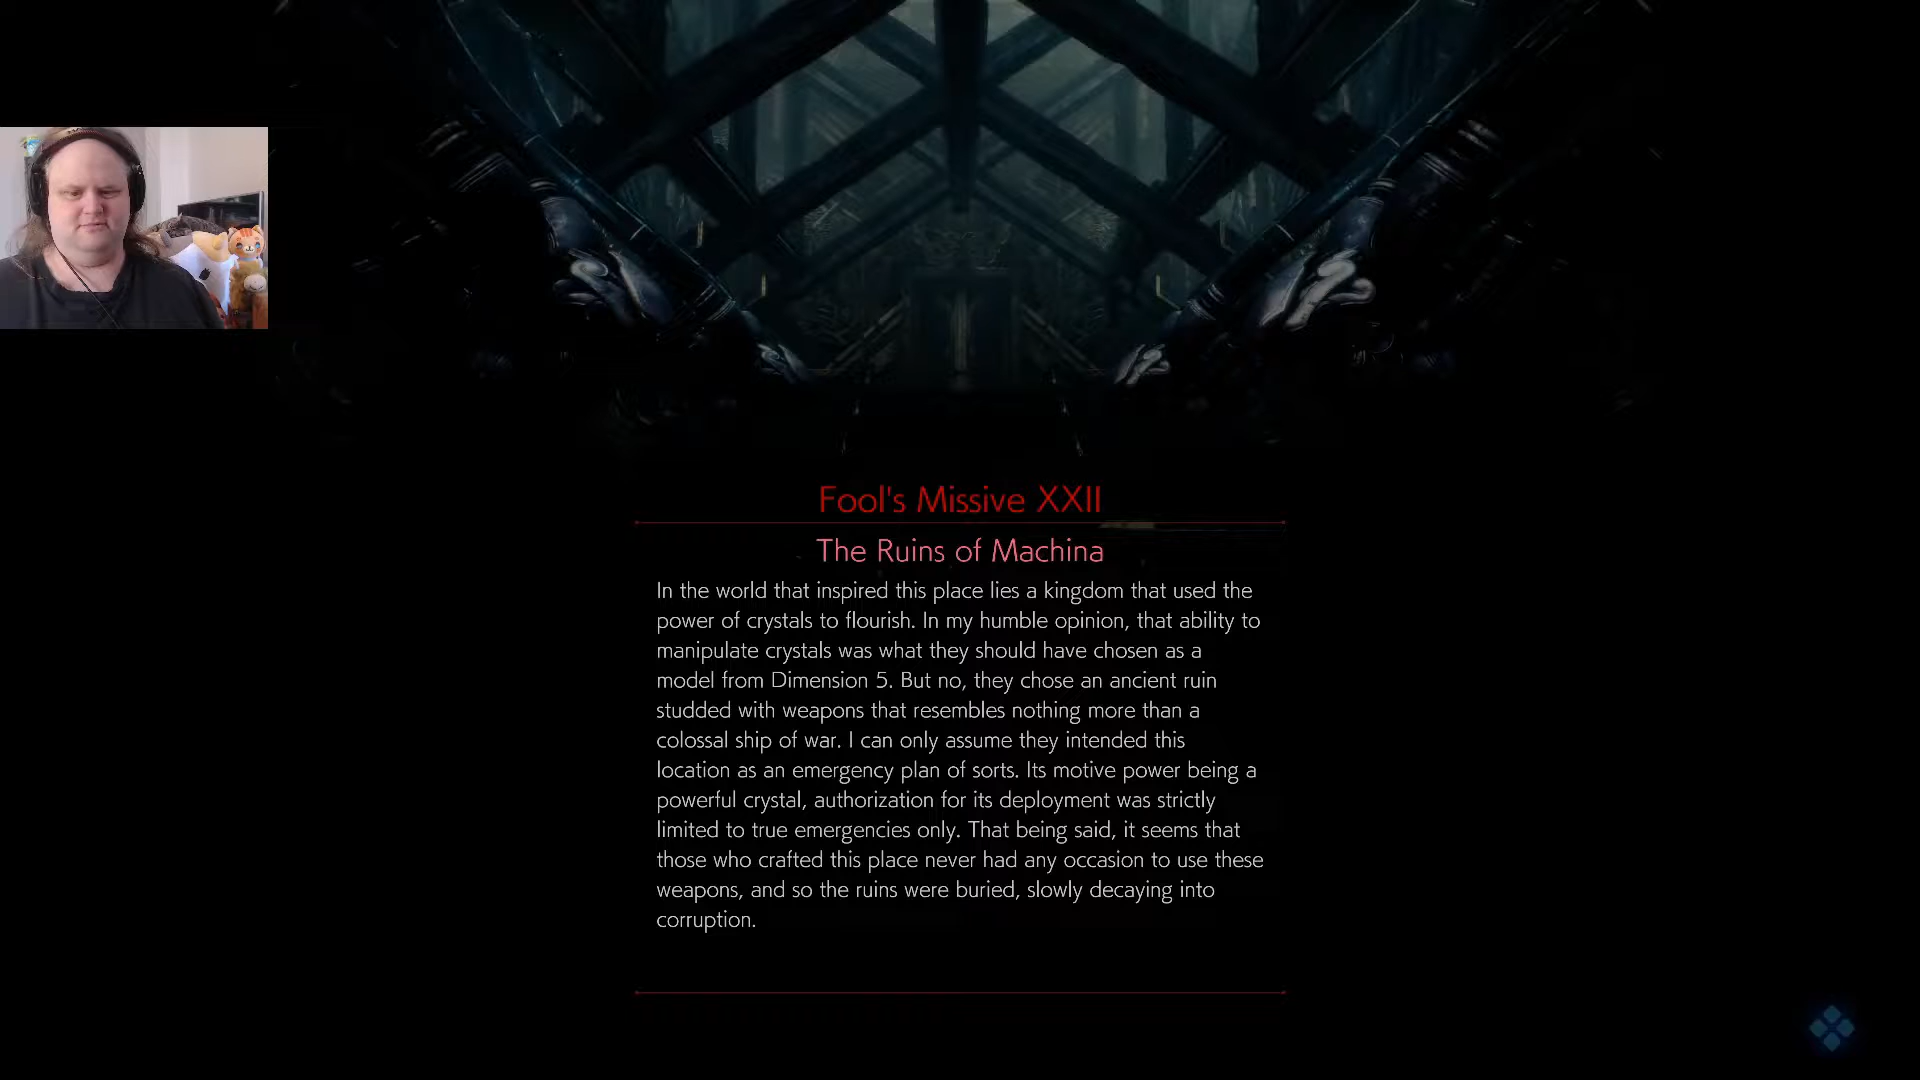 Fool's Missive XXII
The Ruins of Machina
In the world that inspired this place lies a kingdom that used the
power of crystals to flourish. In my humble opinion, that ability to
manipulate crystals was what they should have chosen as a
model from Dimension 5. But no, they chose an ancient ruin
studded with weapons that resembles nothing more than a
colossal ship of war. I can only assume they intended this
location as an emergency plan of sorts. Its motive power being a
powerful crystal, authorization for its deployment was strictly
limited to true emergencies only. That being said, it seems that
those who crafted this place never had any occasion to use these
weapons, and so the ruins were buried, slowly decaying into
corruption.